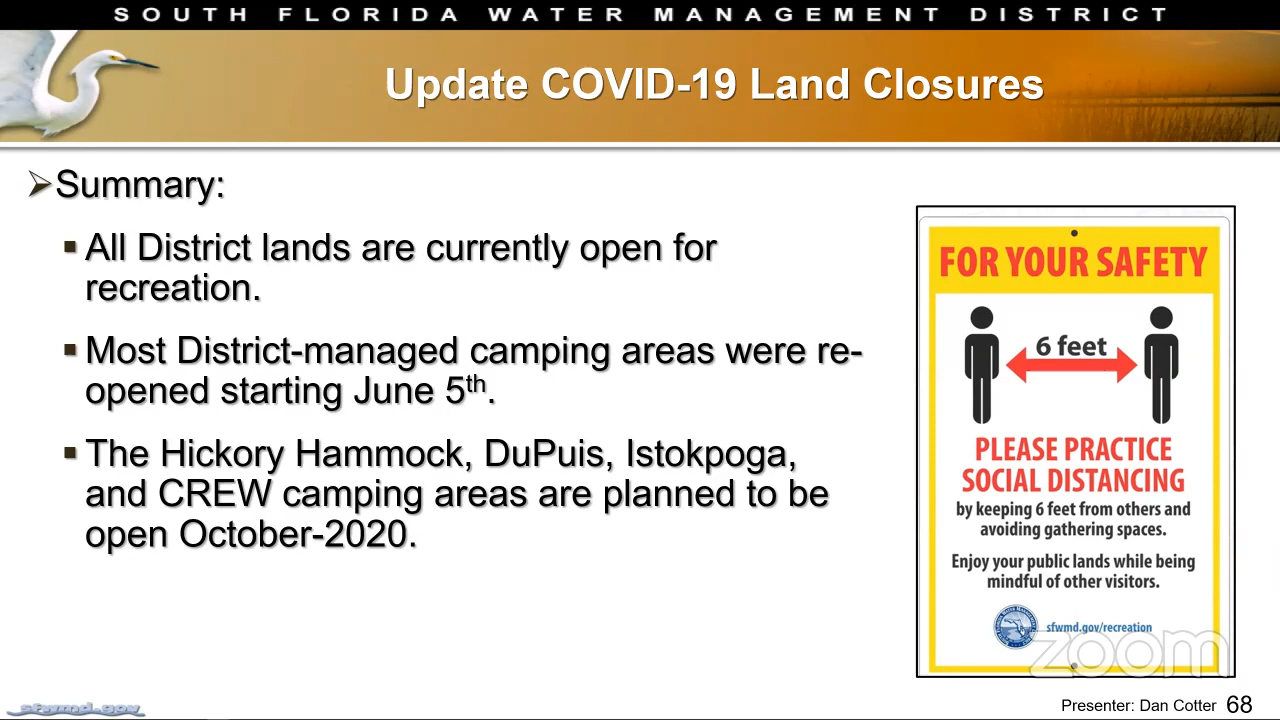 SOUTH FLORIDA WATER MANAGEMENT DISTRICT
Update COVID-19 Land Closures
Summary:
All District lands are currently open for
recreation.
Most District-managed camping areas were re-
opened starting June 5th.
The Hickory Hammock, DuPuis, Istokpoga,
and CREW camping areas are planned to be
open October-2020.
FOR YOUR SAFETY
6 feet
PLEASE PRACTICE
SOCIAL DISTANCING
by keeping 6 feet from others and
avoiding gathering spaces.
Enjoy your public lands while being
mindful of other visitors.
sfwmd.gov/recreation
zoom
sfwmd.gov
Presenter: Dan Cotter 68